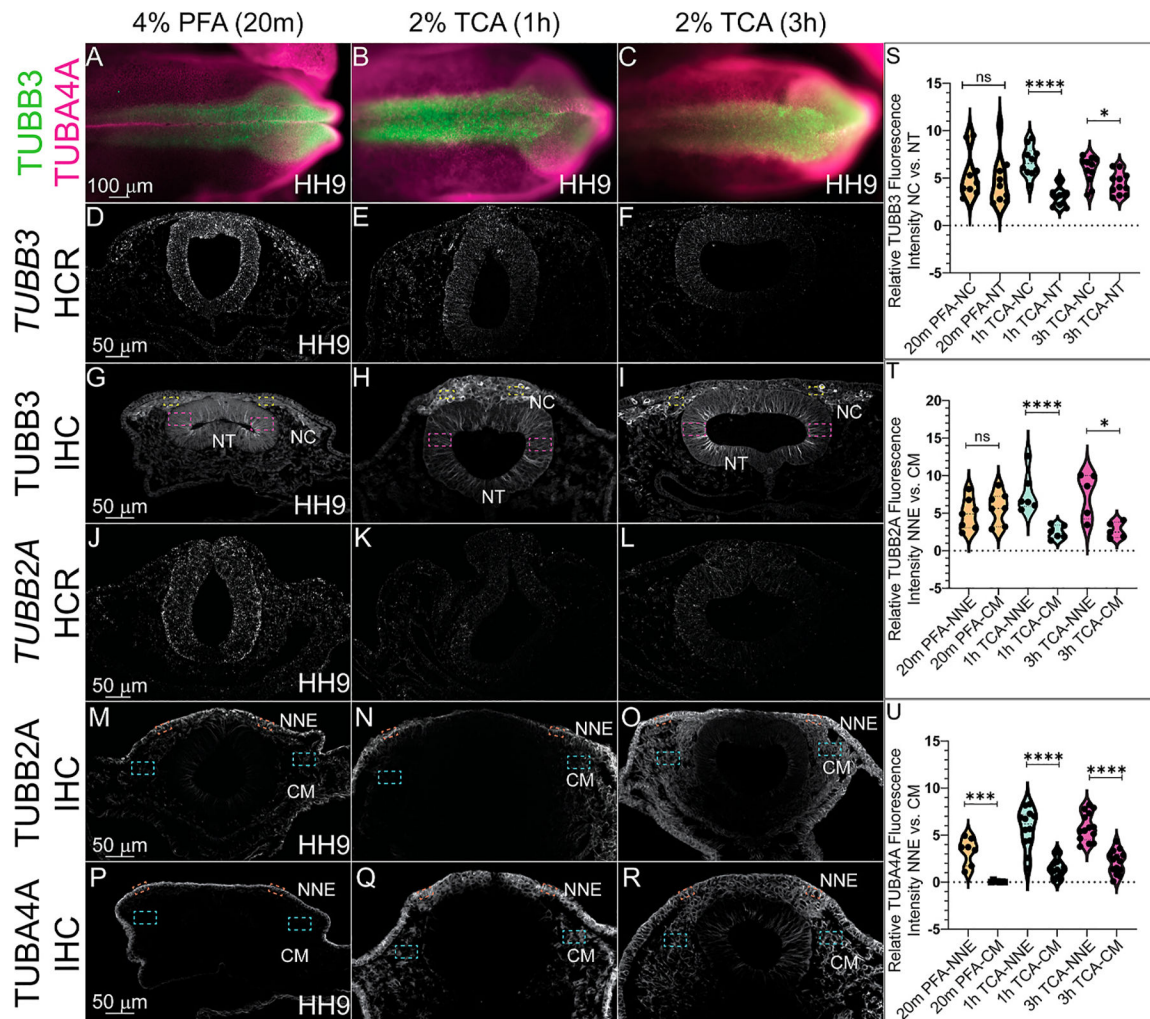 4% PFA (20m)
2% TCA (1h)
2% TCA (3h)
TUBB3
TUBA4A
A
100 µm
HH9
B
HH9
C
HH9
TUBB3
HCR
D
50 µm
HH9
E
F
TUBB3
IHC
G
NT
NC
50 µm
HH9
H
NC
NT
I
NC
NT
TUBB2A
HCR
J
50 µm
HH9
K
L
TUBB2A
IHC
M
NNE
CM
50 µm
HH9
N
NNE
CM
O
NNE
CM
TUBA4A
IHC
P
NNE
CM
50 µm
HH9
Q
NNE
CM
R
NNE
CM
S
Relative TUBB3 Fluorescence
Intensity NC vs. NT
15
10
5
0
-5
ns
****
*
20m PFA-NC
20m PFA-NT
1h TCA-NC
1h TCA-NT
3h TCA-NC
3h TCA-NT
T
Relative TUBB2A Fluorescence
Intensity NNE vs. CM
20
15
10
5
0
-5
ns
****
*
20m PFA-NNE
20m PFA-CM
1h TCA-NNE
1h TCA-CM
3h TCA-NNE
3h TCA-CM
U
Relative TUBA4A Fluorescence
Intensity NNE vs. CM
15
10
5
0
-5
***
****
****
20m PFA-NNE
20m PFA-CM
1h TCA-NNE
1h TCA-CM
3h TCA-NNE
3h TCA-CM